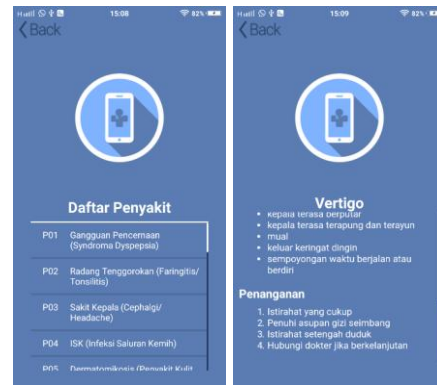 15:08
82%
Back
Daftar Penyakit
P01 Gangguan Pencernaan
(Syndroma Dyspepsia)
P02 Radang Tenggorokan (Faringitis/
Tonsilitis)
P03 Sakit Kepala (Cephalgi/
Headache)
P04 ISK (Infeksi Saluran Kemih)
P05 Dermatomikosis (Penyakit Kulit
15:09
82%
Back
Vertigo
• kepala terasa berputar
• kepala terasa terapung dan terayun
• mual
• keluar keringat dingin
• sempoyongan waktu berjalan atau
berdiri
Penanganan
1. Istirahat yang cukup
2. Penuhi asupan gizi seimbang
3. Istirahat setengah duduk
4. Hubungi dokter jika berkelanjutan